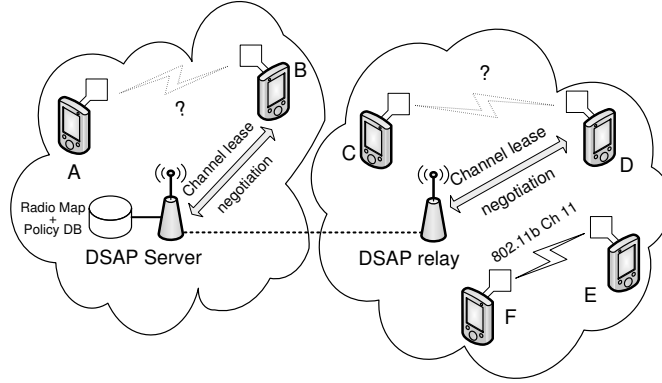 B
?
A
Channel lease
negotiation
Radio Map
+
Policy DB
DSAP Server
?
C
D
Channel lease
negotiation
DSAP relay
802.11b Ch 11
F
E